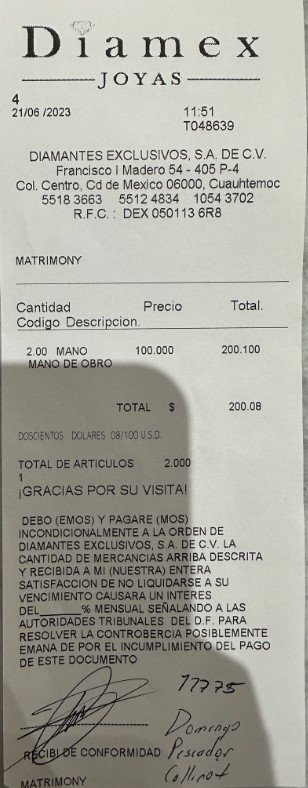 Diamex
JOYAS
4
21/06 /2023 11:51
T048639
DIAMANTES EXCLUSIVOS, S.A. DE C.V.
Francisco I Madero 54 - 405 P-4
Col. Centro, Cd de Mexico 06000, Cuauhtemoc
5518 3663 5512 4834 1054 3702
R.F.C. : DEX 050113 6R8
MATRIMONY
Cantidad Precio Total.
Codigo Descripcion.
2.00 MANO 100.000 200.100
MANO DE OBRO
TOTAL $ 200.08
DOSCIENTOS DOLARES 08/100 U.S.D.
TOTAL DE ARTICULOS 2.000
1
¡GRACIAS POR SU VISITA!
DEBO (EMOS) Y PAGARE (MOS)
INCONDICIONALMENTE A LA ORDEN DE
DIAMANTES EXCLUSIVOS, S.A. DE C.V. LA
CANTIDAD DE MERCANCIAS ARRIBA DESCRITA
Y RECIBIDA A MI (NUESTRA) ENTERA
SATISFACCION DE NO LIQUIDARSE A SU
VENCIMIENTO CAUSARA UN INTERES
DEL______% MENSUAL SEÑALANDO A LAS
AUTORIDADES TRIBUNALES DEL D.F. PARA
RESOLVER LA CONTROBERCIA POSIBLEMENTE
EMANA DE POR EL INCUMPLIMIENTO DEL PAGO
DE ESTE DOCUMENTO
17775
Domingo
RECIBI DE CONFORMIDAD Pescador
MATRIMONY